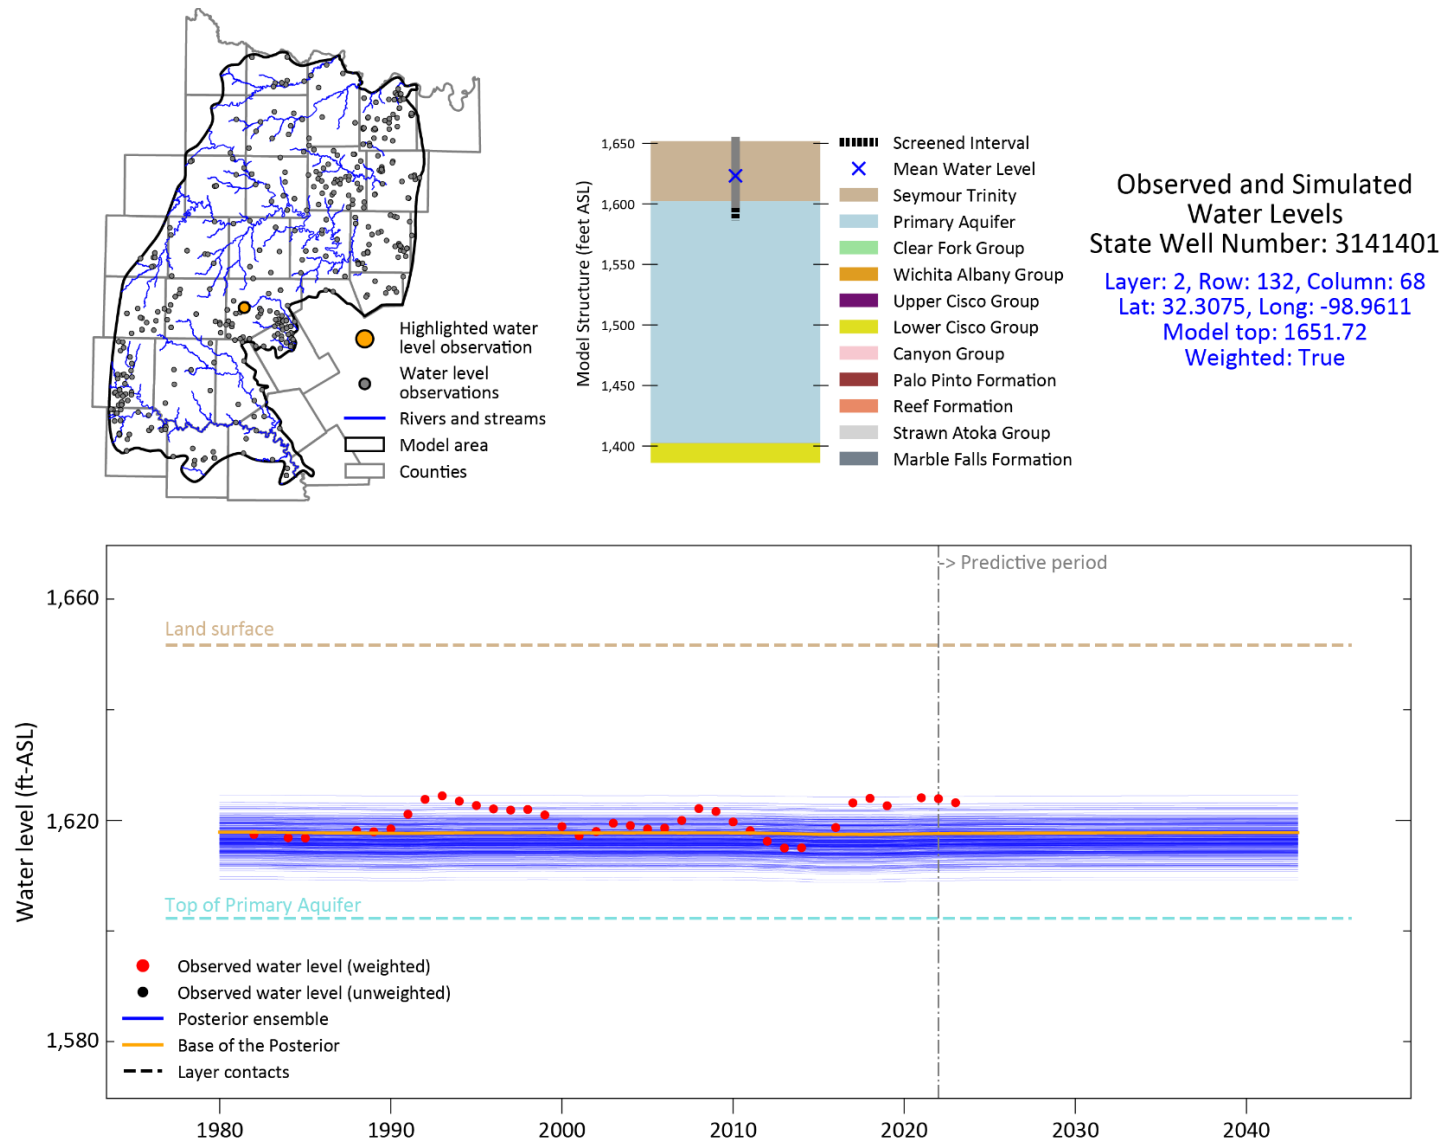 Highlighted water
level observation
Water level
observations
Rivers and streams
Model area
Counties
Model Structure (feet ASL)
1,650
1,600
1,550
1,500
1,450
1,400
Screened Interval
Mean Water Level
Seymour Trinity
Primary Aquifer
Clear Fork Group
Wichita Albany Group
Upper Cisco Group
Lower Cisco Group
Canyon Group
Palo Pinto Formation
Reef Formation
Strawn Atoka Group
Marble Falls Formation
Observed and Simulated
Water Levels
State Well Number: 3141401
Layer: 2, Row: 132, Column: 68
Lat: 32.3075, Long: -98.9611
Model top: 1651.72
Weighted: True
-> Predictive period
Land surface
Top of Primary Aquifer
Water level (ft-ASL)
1,660
1,620
1,580
Observed water level (weighted)
Observed water level (unweighted)
Posterior ensemble
Base of the Posterior
Layer contacts
1980
1990
2000
2010
2020
2030
2040